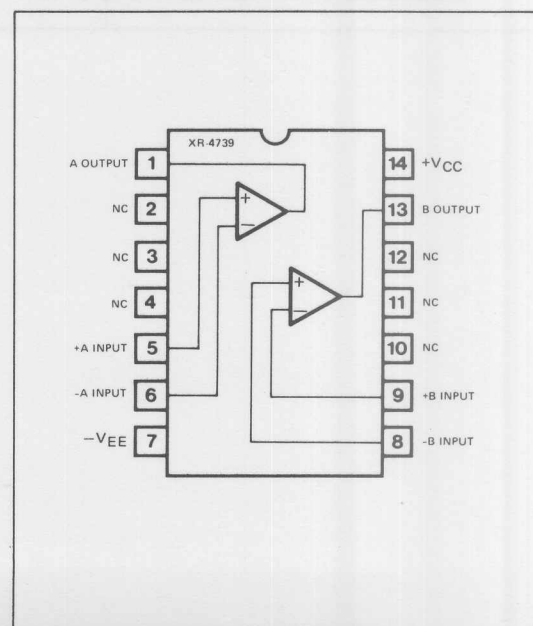 XR-4739
A OUTPUT 1
14 +VCC
NC 2
13 B OUTPUT
NC 3
12 NC
NC 4
11 NC
+A INPUT 5
10 NC
-A INPUT 6
9 +B INPUT
−VEE 7
8 -B INPUT
+
−
+
−